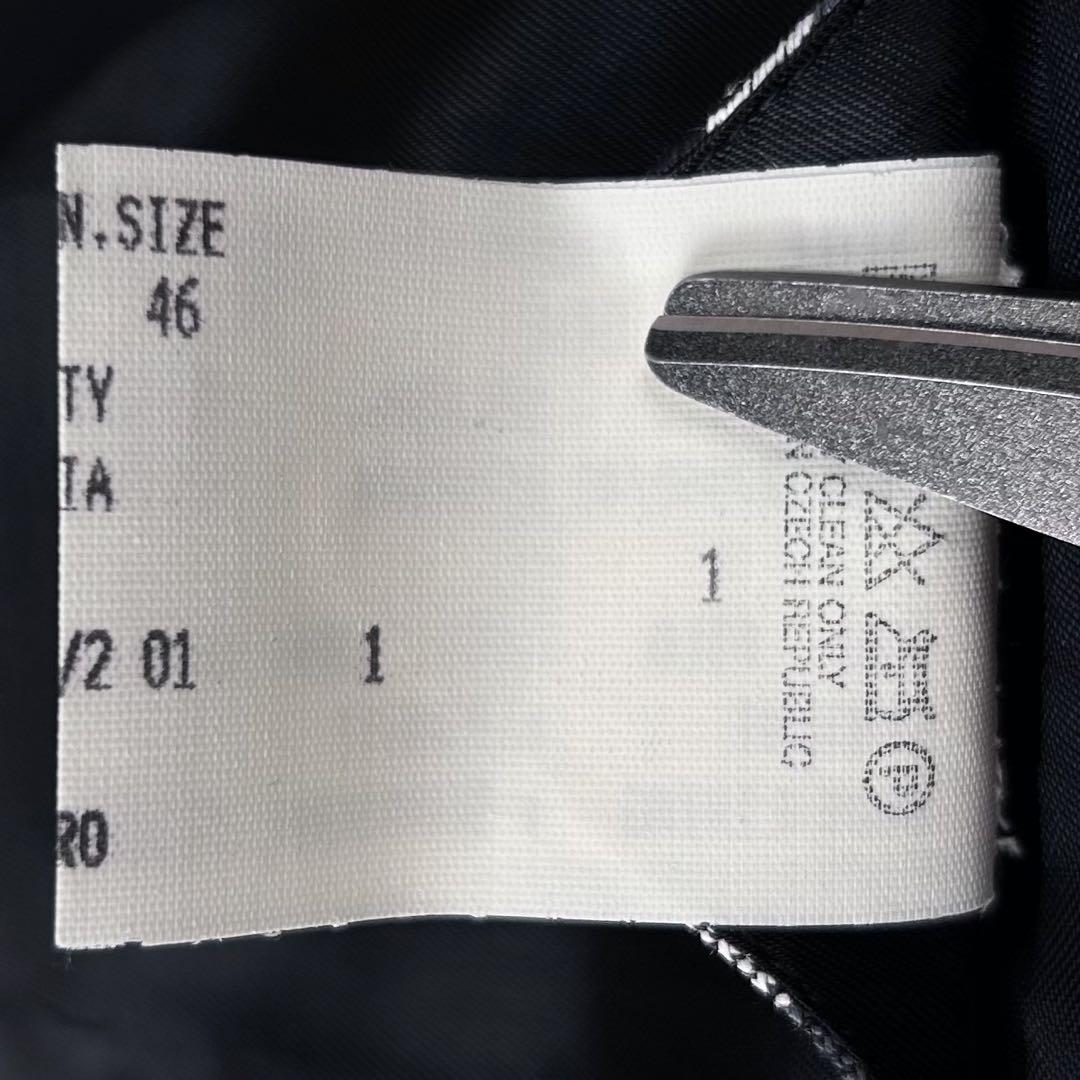 N.SIZE
46
TY
IA
1
/2 01 1
RO
CLEAN ONLY
N CZECH REPUBLIC
P